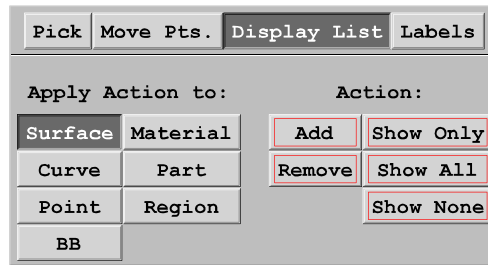 Pick Move Pts. Display List Labels
Apply Action to: Action:
Surface Material Add Show Only
Curve Part Remove Show All
Point Region Show None
BB